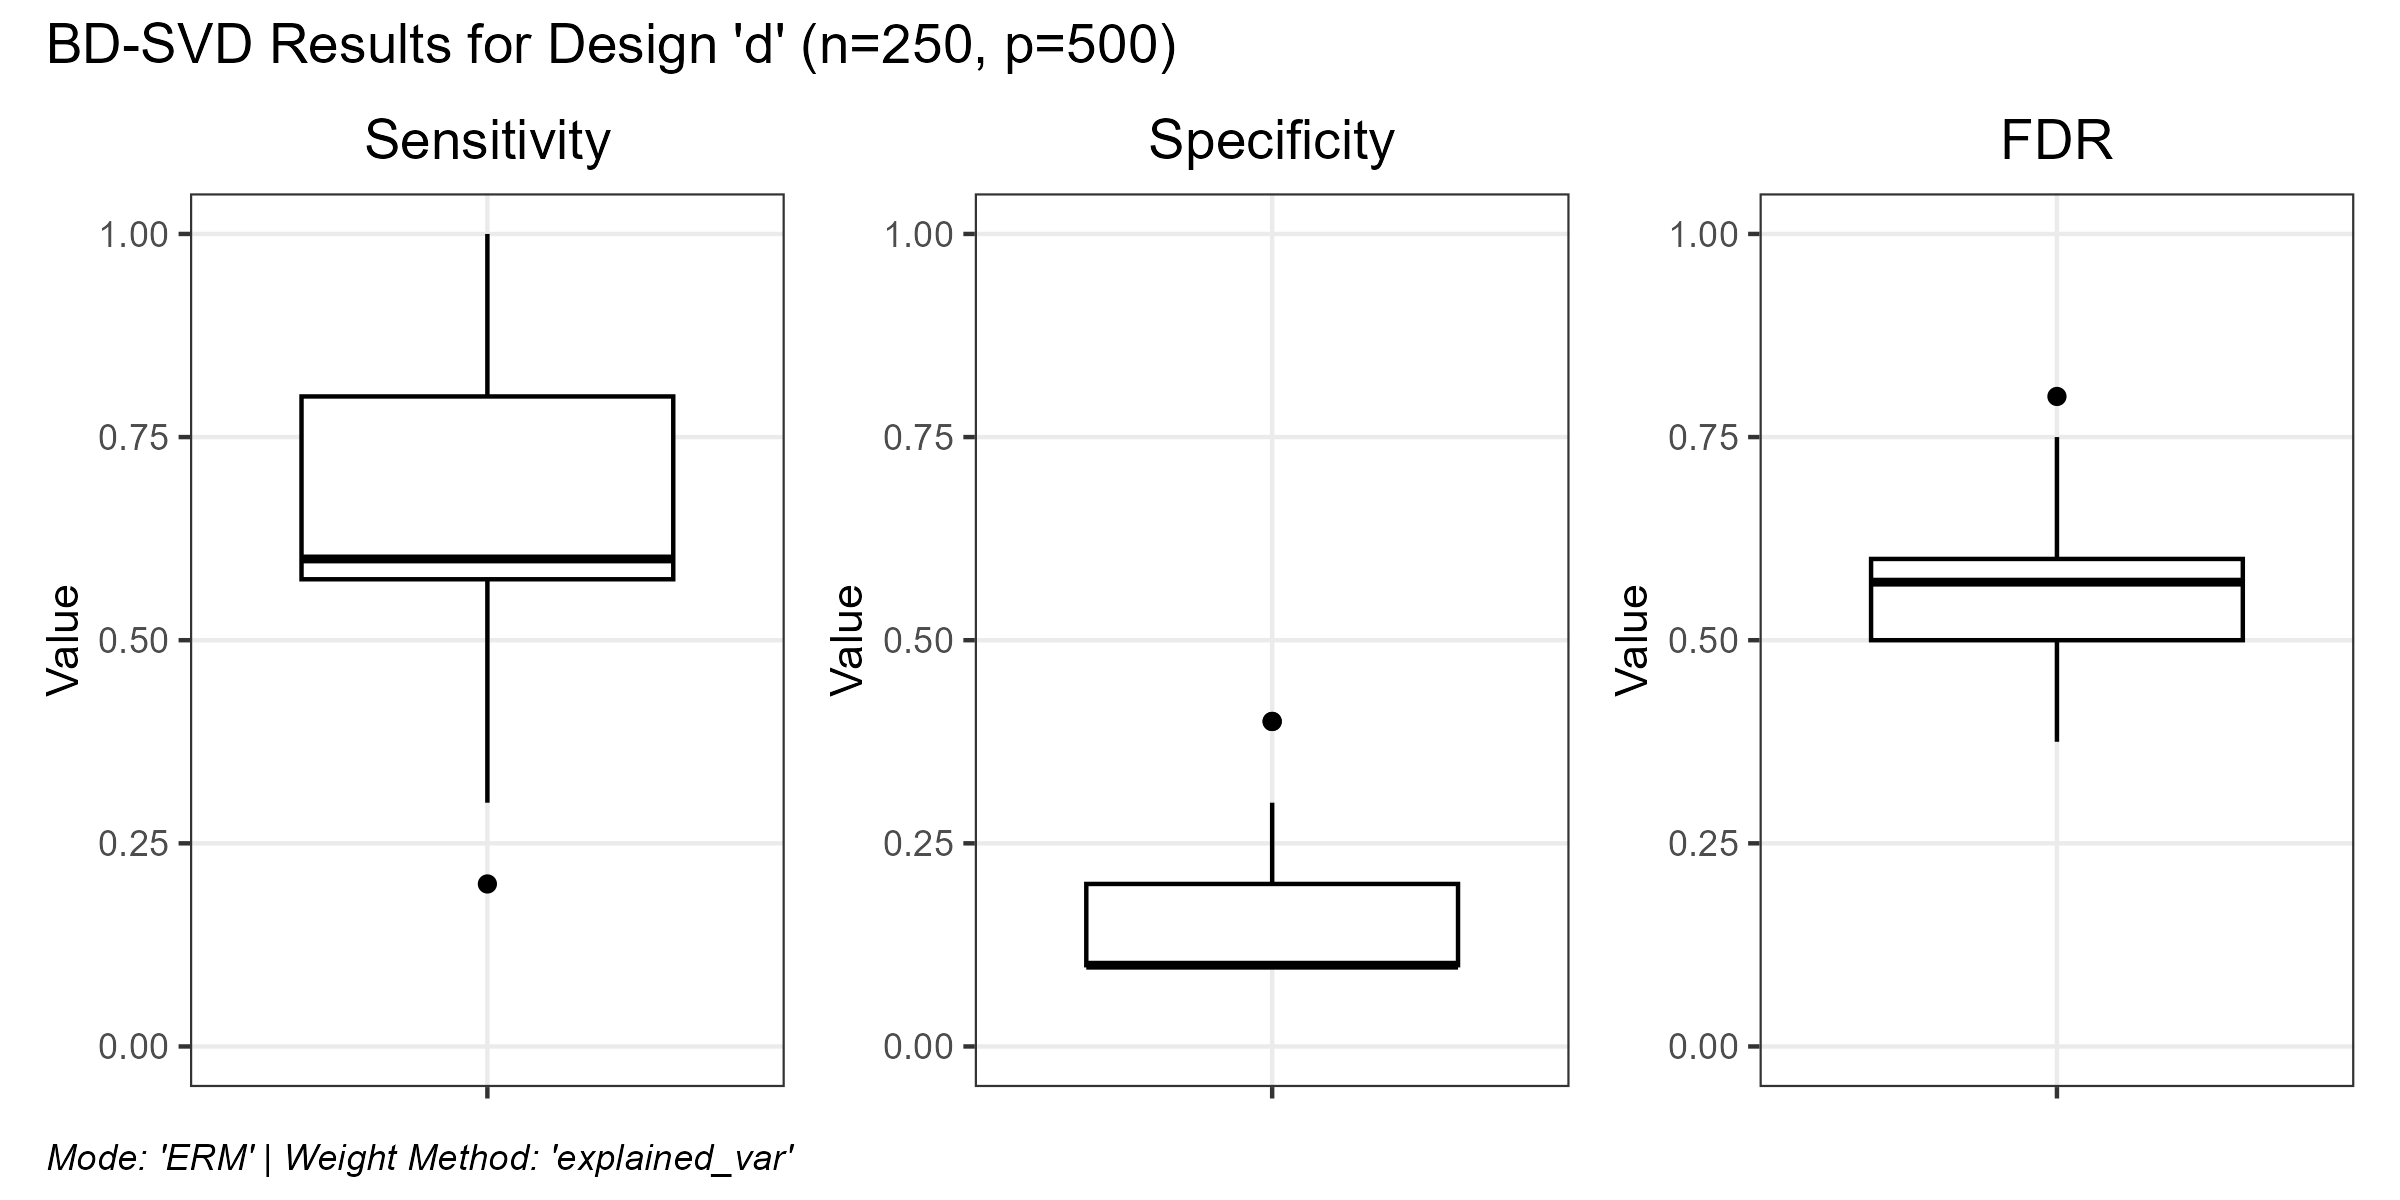 BD-SVD Results for Design 'd' (n=250, p=500)
Sensitivity
Value
1.00
0.75
0.50
0.25
0.00
Specificity
Value
1.00
0.75
0.50
0.25
0.00
FDR
Value
1.00
0.75
0.50
0.25
0.00
Mode: 'ERM' | Weight Method: 'explained_var'